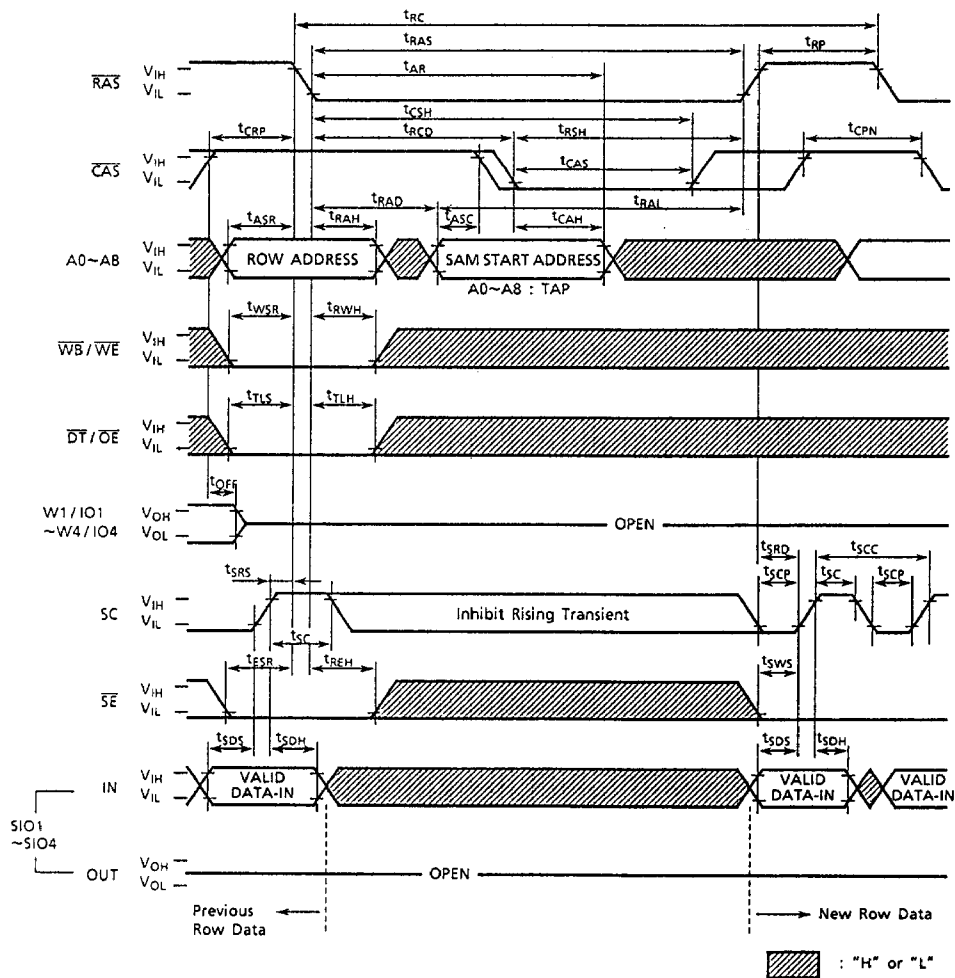 tRC
tRAS
tRP
tAR
RAS
VIH
VIL
tCSH
tCRP
tRCD
tRSH
tCPN
CAS
VIH
VIL
tCAS
tRAD
tRAL
tASR
tRAH
tASC
tCAH
A0~A8
VIH
VIL
ROW ADDRESS
SAM START ADDRESS
A0~A8 : TAP
tWSR
tRWH
WB/WE
VIH
VIL
tTLS
tTLH
DT/OE
VIH
VIL
tOFF
W1/IO1
~W4/IO4
VOH
VOL
OPEN
tSRD
tSCC
tSRS
tSCP
tSC
tSCP
SC
VIH
VIL
Inhibit Rising Transient
tSC
tESR
tREH
tSWS
SE
VIH
VIL
tSDS
tSDH
tSDS
tSDH
IN
VIH
VIL
VALID
DATA-IN
VALID
DATA-IN
VALID
DATA-IN
SIO1
~SIO4
OUT
VOH
VOL
OPEN
Previous
Row Data
New Row Data
: "H" or "L"